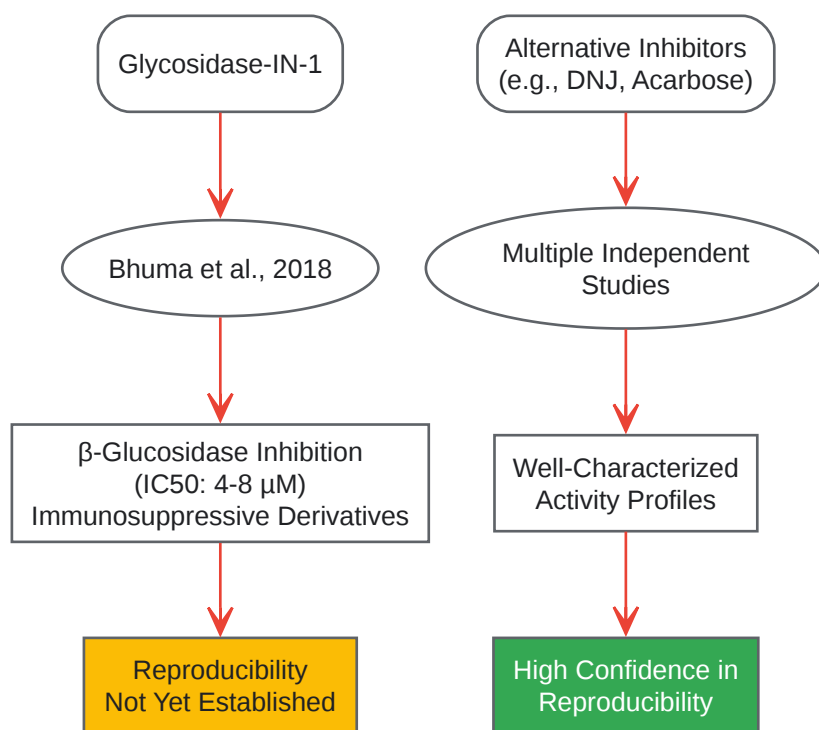 Glycosidase-IN-1
Bhuma et al., 2018
β-Glucosidase Inhibition
(IC50: 4-8 µM)
Immunosuppressive Derivatives
Reproducibility
Not Yet Established
Alternative Inhibitors
(e.g., DNJ, Acarbose)
Multiple Independent
Studies
Well-Characterized
Activity Profiles
High Confidence in
Reproducibility